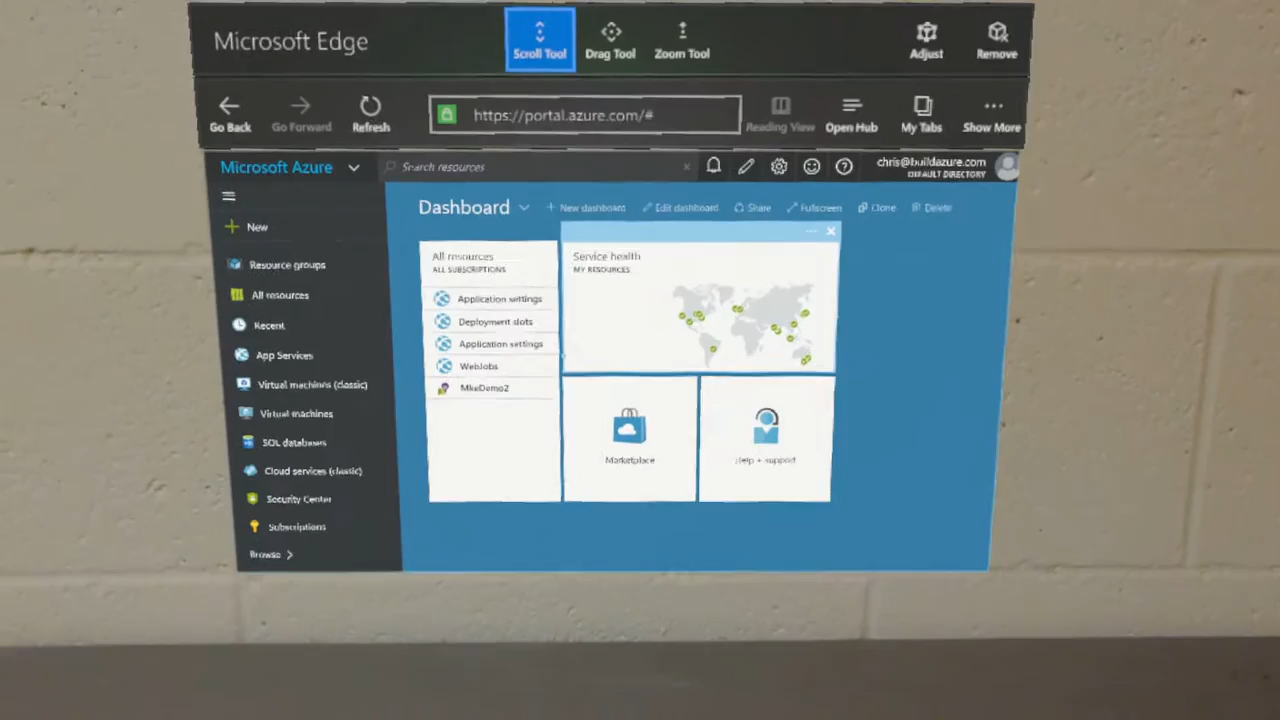 Microsoft Edge
Scroll Tool
Drag Tool
Zoom Tool
Adjust
Remove
Go Back
Go Forward
Refresh
https://portal.azure.com/#
Reading View
Open Hub
My Tabs
Show More
Microsoft Azure
Search resources
chris@buildazure.com
DEFAULT DIRECTORY
Dashboard
New dashboard
Edit dashboard
Share
Fullscreen
Clone
Delete
New
Resource groups
All resources
Recent
App Services
Virtual machines (classic)
Virtual machines
SQL databases
Cloud services (classic)
Security Center
Subscriptions
Browse
All resources
ALL SUBSCRIPTIONS
Application settings
Deployment slots
Application settings
WebJobs
MkeDemo2
Service health
MY RESOURCES
Marketplace
Help + support